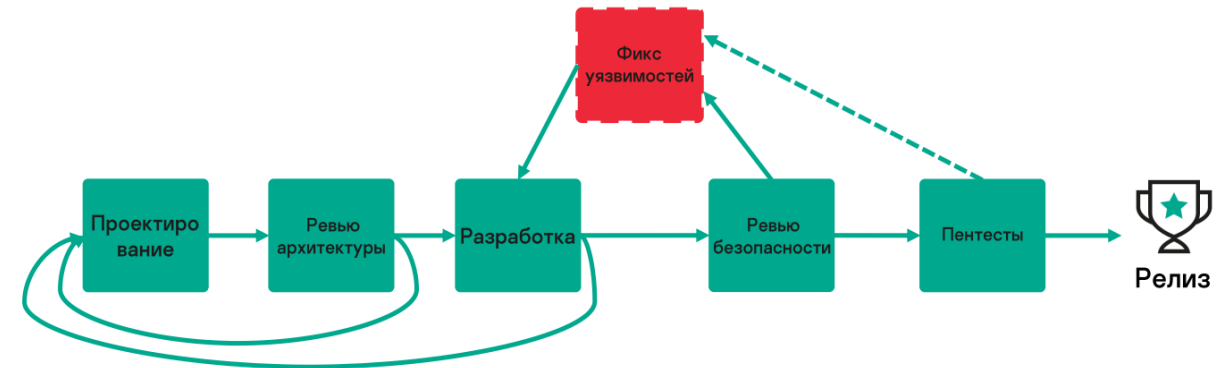 Фикс
уязвимостей
Проектиро
вание
Ревью
архитектуры
Разработка
Ревью
безопасности
Пентесты
Релиз